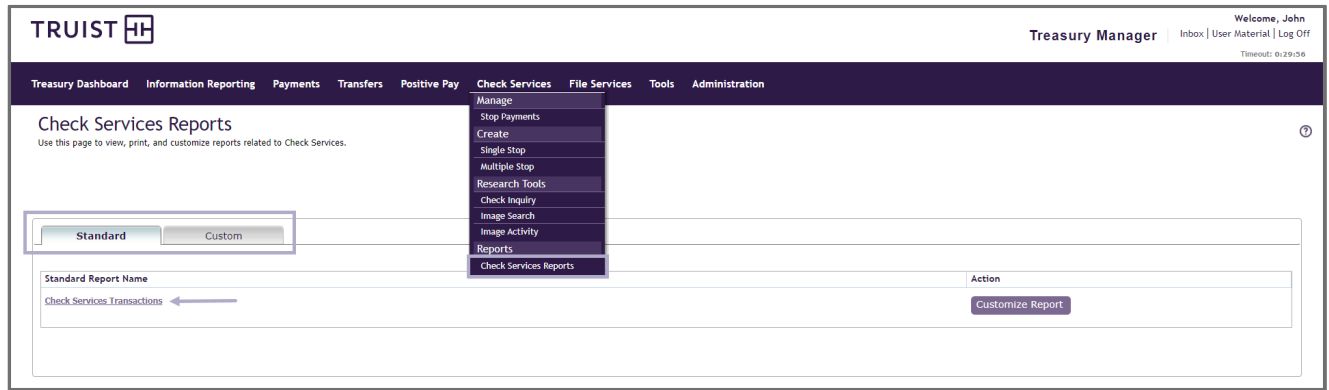 TRUIST
Welcome, John
Treasury Manager
Inbox | User Material | Log Off
Timeout: 0:29:56
Treasury Dashboard Information Reporting Payments Transfers Positive Pay Check Services File Services Tools Administration
Manage
Stop Payments
Create
Single Stop
Multiple Stop
Research Tools
Check Inquiry
Image Search
Image Activity
Reports
Check Services Reports
Check Services Reports
Use this page to view, print, and customize reports related to Check Services.
?
Standard Custom
Standard Report Name Action
Check Services Transactions Customize Report